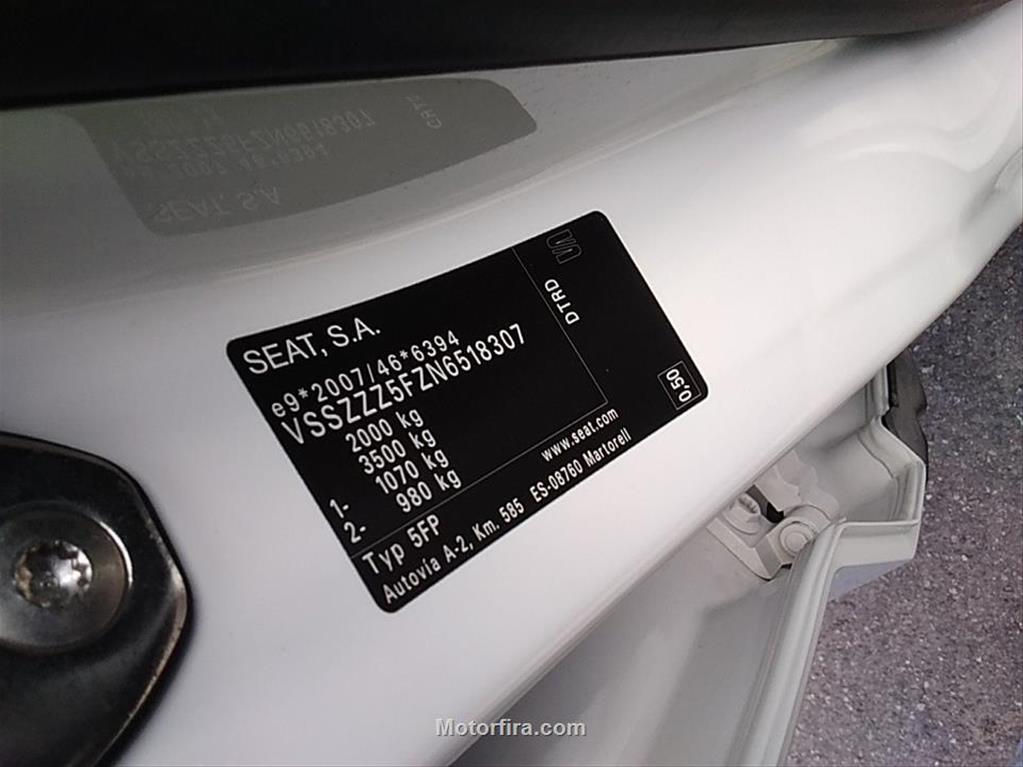 SEAT, S.A.
e9*2007/46*6394
VSSZZZ5FZN6518307
2000 kg
3500 kg
1- 1070 kg
2- 980 kg
DTRD
0,50
www.seat.com
Typ 5FP
Autovia A-2, Km. 585 ES-08760 Martorell
Motorfira.com